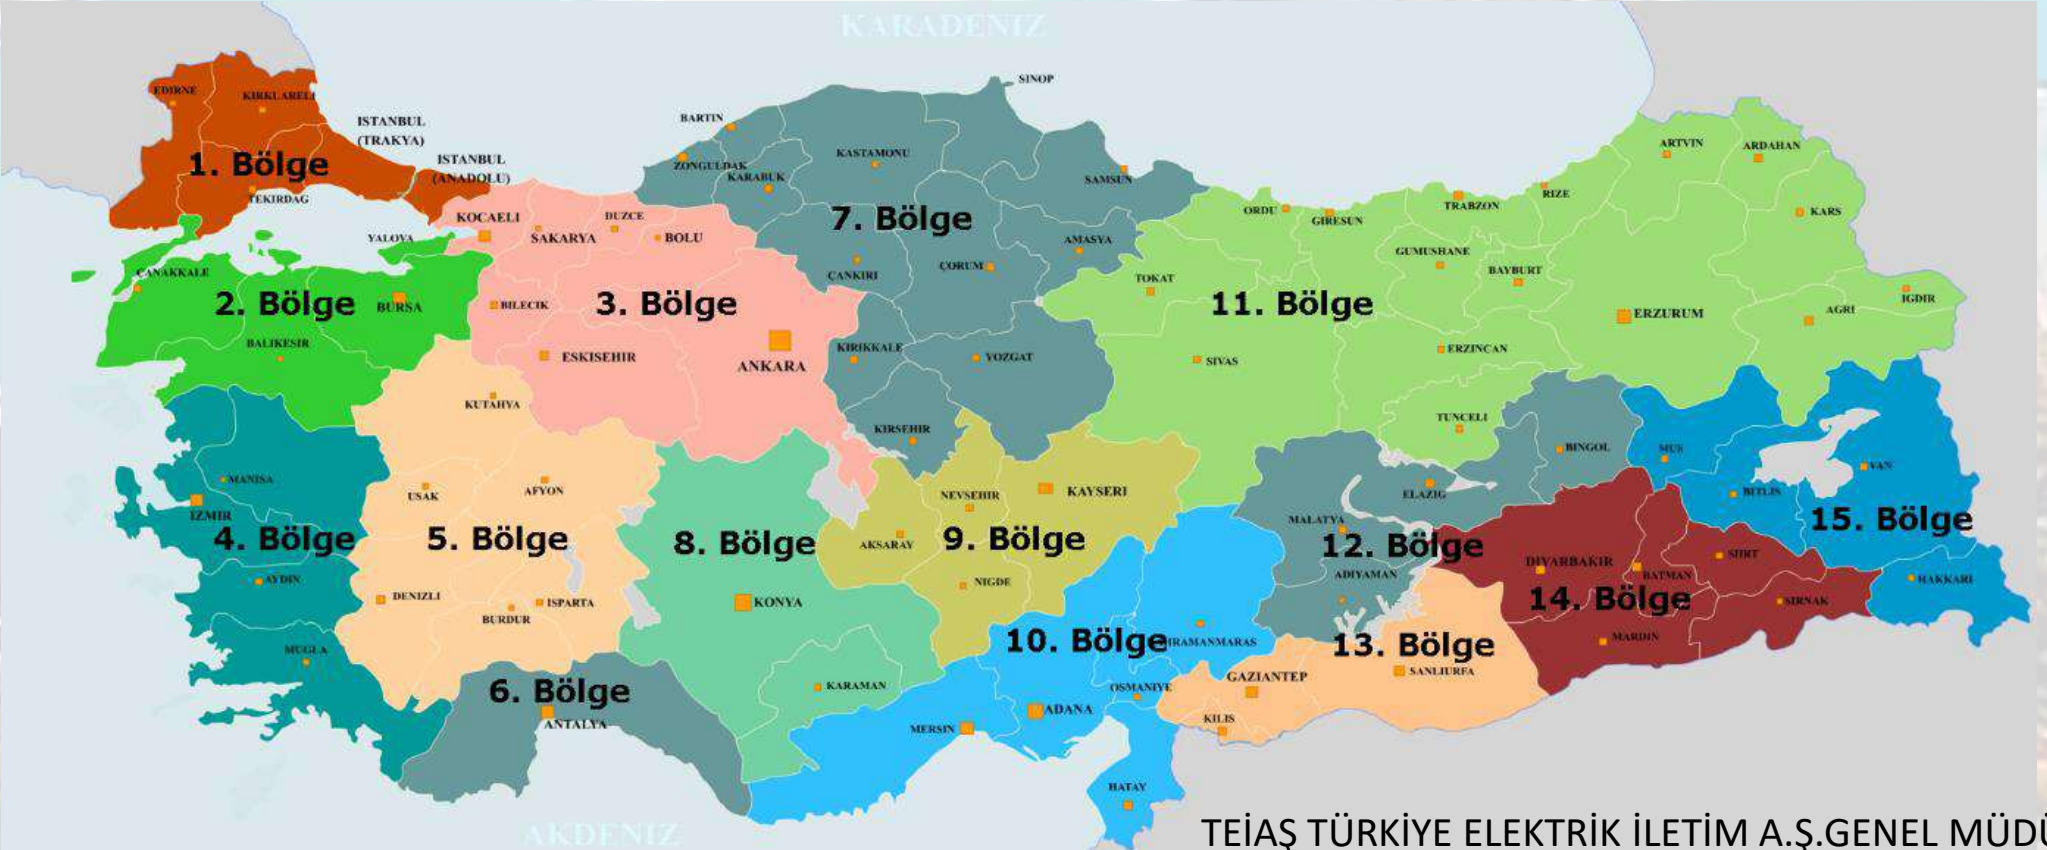 KARADENIZ
SINOP
EDIRNE
KIRKLARELI
ISTANBUL
(TRAKYA)
1. Bölge
ISTANBUL
(ANADOLU)
TEKIRDAG
BARTIN
ZONGULDAK
KARABUK
KASTAMONU
SAMSUN
7. Bölge
AMASYA
ÇANKIRI
ÇORUM
KIRIKKALE
YOZGAT
KIRSEHIR
KOCAELI
SAKARYA
DUZCE
BOLU
BILECIK
3. Bölge
ESKISEHIR
ANKARA
YALOVA
ÇANAKKALE
2. Bölge
BURSA
BALIKESIR
ARTVIN
ARDAHAN
RIZE
TRABZON
ORDU
GIRESUN
KARS
GUMUSHANE
BAYBURT
TOKAT
11. Bölge
ERZURUM
IGDIR
AGRI
SIVAS
ERZINCAN
TUNCELI
KUTAHYA
USAK
AFYON
5. Bölge
DENIZLI
BURDUR
ISPARTA
MANISA
IZMIR
4. Bölge
AYDIN
MUGLA
6. Bölge
ANTALYA
8. Bölge
KONYA
KARAMAN
NEVSEHIR
KAYSERI
AKSARAY
9. Bölge
NIGDE
10. Bölge
IRAMANMARAS
OSMANIYE
ADANA
MERSIN
HATAY
BINGOL
ELAZIG
MALATYA
12. Bölge
ADIYAMAN
13. Bölge
GAZIANTEP
SANLIURFA
KILIS
DIYARBAKIR
BATMAN
SIIRT
14. Bölge
SIRNAK
MARDIN
MUS
VAN
BITLIS
15. Bölge
HAKKARI
AKDENIZ
TEİAŞ TÜRKİYE ELEKTRİK İLETİM A.Ş.GENEL MÜDÜ